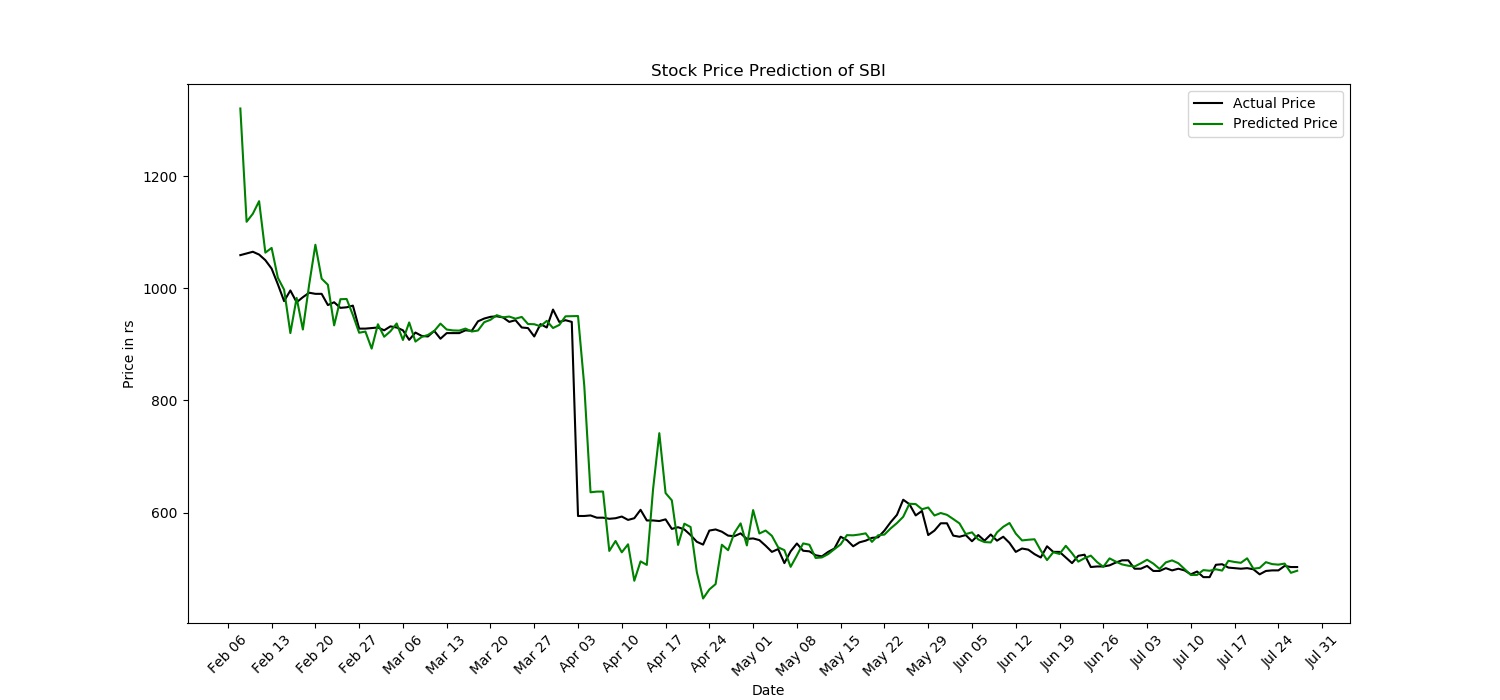 Stock Price Prediction of SBI
Actual Price
Predicted Price
Price in rs
1200
1000
800
600
Feb 06 Feb 13 Feb 20 Feb 27 Mar 06 Mar 13 Mar 20 Mar 27 Apr 03 Apr 10 Apr 17 Apr 24 May 01 May 08 May 15 May 22 May 29 Jun 05 Jun 12 Jun 19 Jun 26 Jul 03 Jul 10 Jul 17 Jul 24 Jul 31
Date